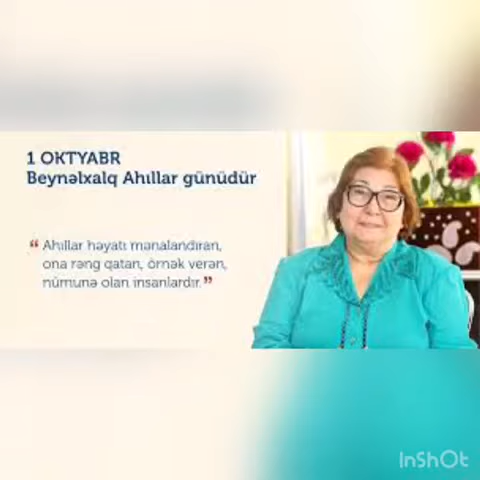 1 OKTYABR
Beynəlxalq Ahıllar günüdür
“ Ahıllar həyatı mənalandıran,
ona rəng qatan, örnək verən,
nümunə olan insanlardır. ”
InShOt